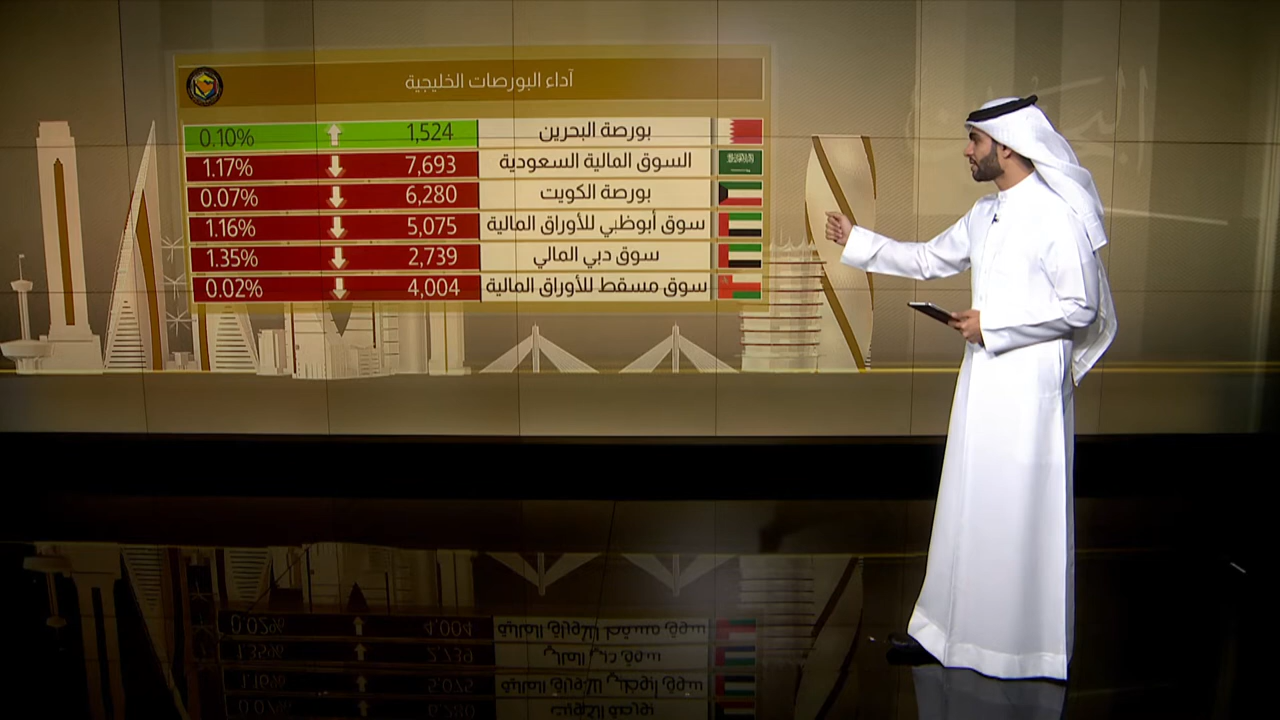 آداء البورصات الخليجية
بورصة البحرين 1,524 0.10%
السوق المالية السعودية 7,693 1.17%
بورصة الكويت 6,280 0.07%
سوق أبوظبي للأوراق المالية 5,075 1.16%
سوق دبي المالي 2,739 1.35%
سوق مسقط للأوراق المالية 4,004 0.02%